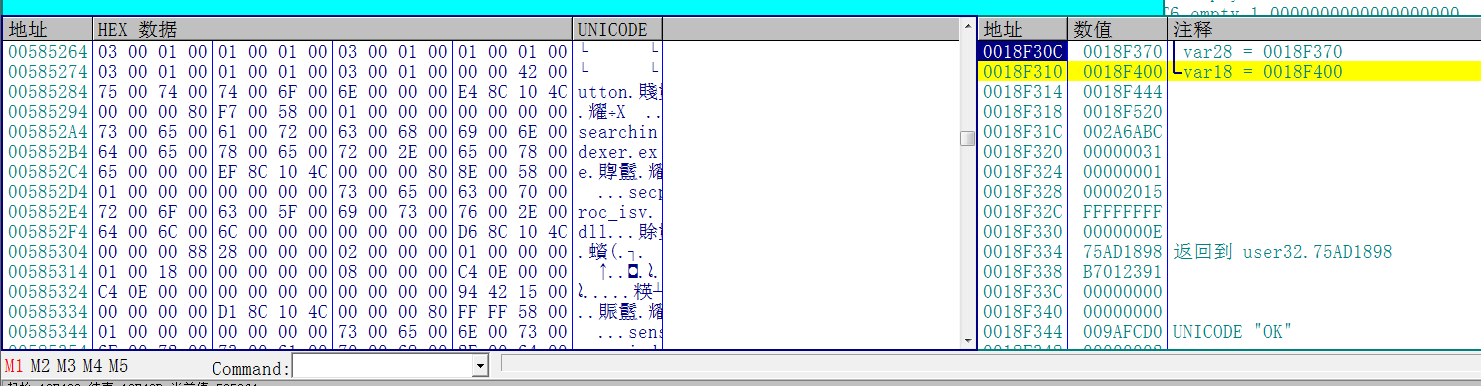 T6 empty 1.0000000000000000000
地址 HEX 数据 UNICODE
00585264 03 00 01 00 01 00 01 00 03 00 01 00 01 00 01 00
00585274 03 00 01 00 01 00 01 00 03 00 01 00 00 00 42 00
00585284 75 00 74 00 74 00 6F 00 6E 00 00 00 E4 8C 10 4C utton.
00585294 00 00 00 80 F7 00 58 00 01 00 00 00 00 00 00 00 .耀÷X ..
005852A4 73 00 65 00 61 00 72 00 63 00 68 00 69 00 6E 00 searchin
005852B4 64 00 65 00 78 00 65 00 72 00 2E 00 65 00 78 00 dexer.ex
005852C4 65 00 00 00 EF 8C 10 4C 00 00 00 80 8E 00 58 00 e.
005852D4 01 00 00 00 00 00 00 00 73 00 65 00 63 00 70 00 ...secp
005852E4 72 00 6F 00 63 00 5F 00 69 00 73 00 76 00 2E 00 roc_isv.
005852F4 64 00 6C 00 6C 00 00 00 00 00 00 00 D6 8C 10 4C dll...
00585304 00 00 00 88 28 00 00 00 02 00 00 00 01 00 00 00
00585314 01 00 18 00 00 00 00 00 08 00 00 00 C4 0E 00 00
00585324 C4 0E 00 00 00 00 00 00 00 00 00 00 94 42 15 00
00585334 00 00 00 00 D1 8C 10 4C 00 00 00 80 FF FF 58 00
00585344 01 00 00 00 00 00 00 00 73 00 65 00 6E 00 73 00 ...sens
地址 数值 注释
0018F30C 0018F370 var28 = 0018F370
0018F310 0018F400 var18 = 0018F400
0018F314 0018F444
0018F318 0018F520
0018F31C 002A6ABC
0018F320 00000031
0018F324 00000001
0018F328 00002015
0018F32C FFFFFFFF
0018F330 0000000E
0018F334 75AD1898 返回到 user32.75AD1898
0018F338 B7012391
0018F33C 00000000
0018F340 00000000
0018F344 009AFCD0 UNICODE "OK"
M1 M2 M3 M4 M5 Command: